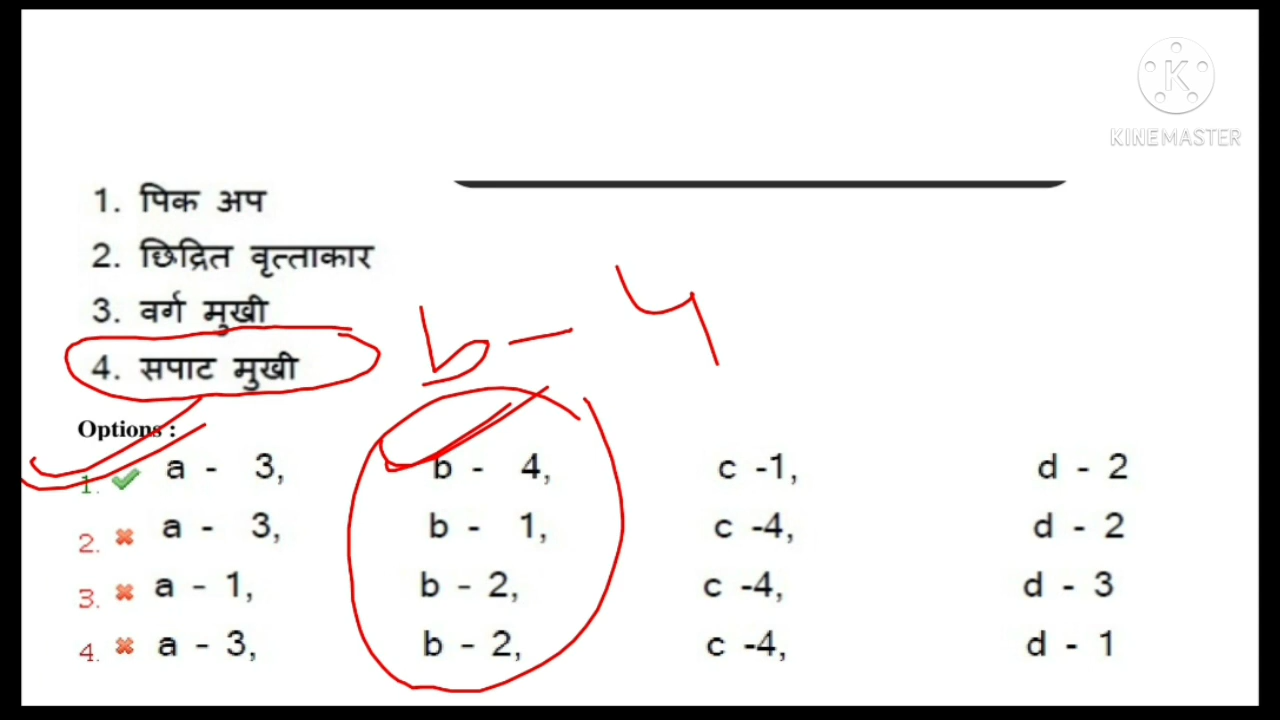 KINEMASTER
1. पिक अप
2. छिद्रित वृत्ताकार
3. वर्ग मुखी
4. सपाट मुखी
b - 4
Options :
1. a - 3, b - 4, c -1, d - 2
2. a - 3, b - 1, c -4, d - 2
3. a - 1, b - 2, c -4, d - 3
4. a - 3, b - 2, c -4, d - 1